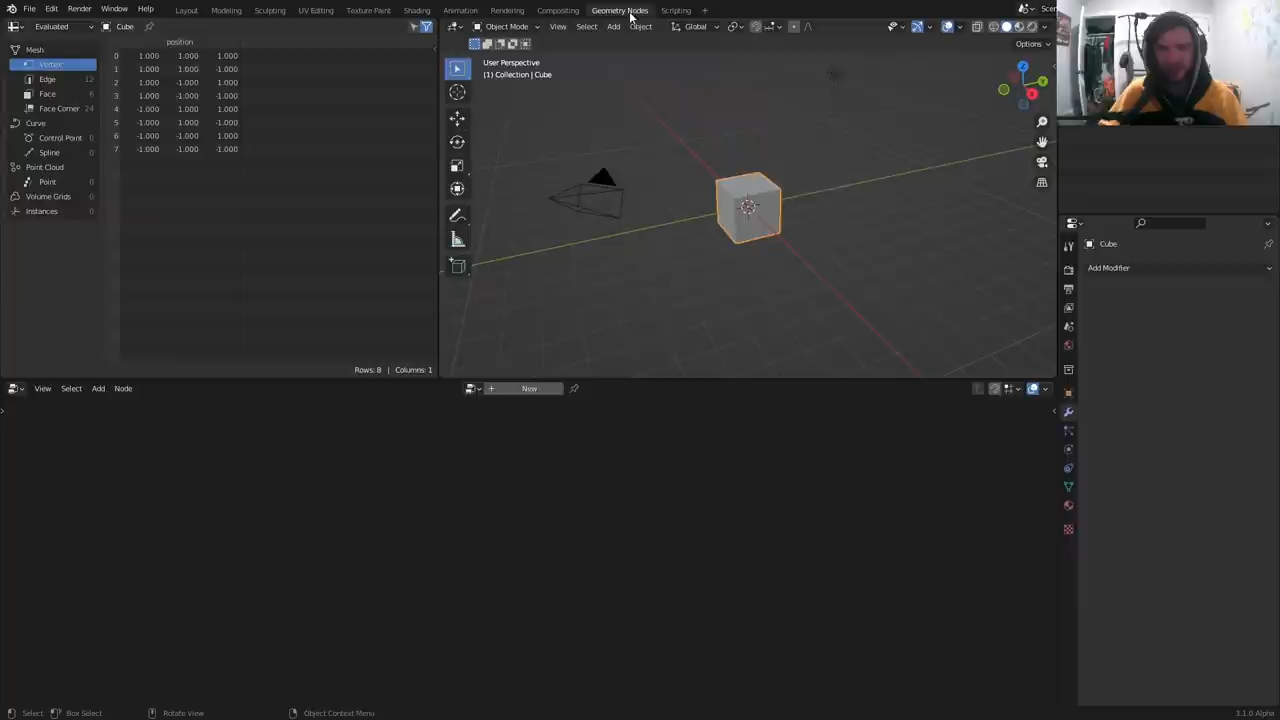 File Edit Render Window Help
Layout Modeling Sculpting UV Editing Texture Paint Shading Animation Rendering Compositing Geometry Nodes Scripting +
Scen
Evaluated Cube
Object Mode View Select Add Object Global
Options
position
Mesh
Vertex
Edge 12
Face 6
Face Corner 24
Curve
Control Point 0
Spline 0
Point Cloud
Point 0
Volume Grids 0
Instances 0
0 1.000 1.000 1.000
1 1.000 1.000 -1.000
2 1.000 -1.000 1.000
3 1.000 -1.000 -1.000
4 -1.000 1.000 1.000
5 -1.000 1.000 -1.000
6 -1.000 -1.000 1.000
7 -1.000 -1.000 -1.000
Rows: 8 | Columns: 1
User Perspective
(1) Collection | Cube
Z
Y
X
Cube
Add Modifier
View Select Add Node
+ New
Select Box Select Rotate View Object Context Menu
3.1.0 Alpha